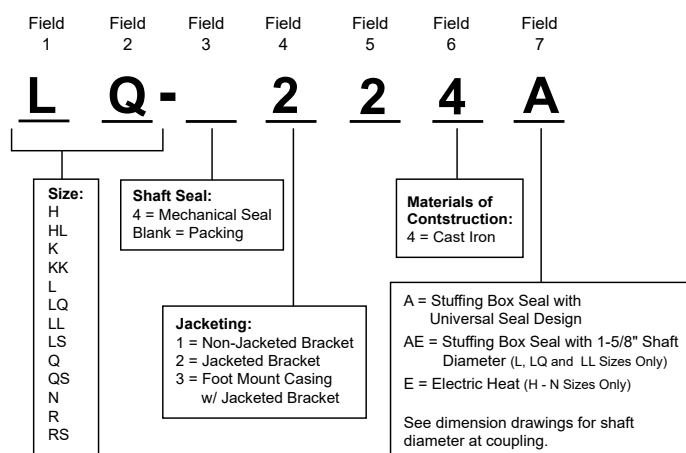 Field Field Field Field Field Field Field
1 2 3 4 5 6 7
L Q - 2 2 4 A
Size:
H
HL
K
KK
L
LQ
LL
LS
Q
QS
N
R
RS
Shaft Seal:
4 = Mechanical Seal
Blank = Packing
Jacketing:
1 = Non-Jacketed Bracket
2 = Jacketed Bracket
3 = Foot Mount Casing
w/ Jacketed Bracket
Materials of
Contstruction:
4 = Cast Iron
A = Stuffing Box Seal with
Universal Seal Design
AE = Stuffing Box Seal with 1-5/8" Shaft
Diameter (L, LQ and LL Sizes Only)
E = Electric Heat (H - N Sizes Only)
See dimension drawings for shaft
diameter at coupling.